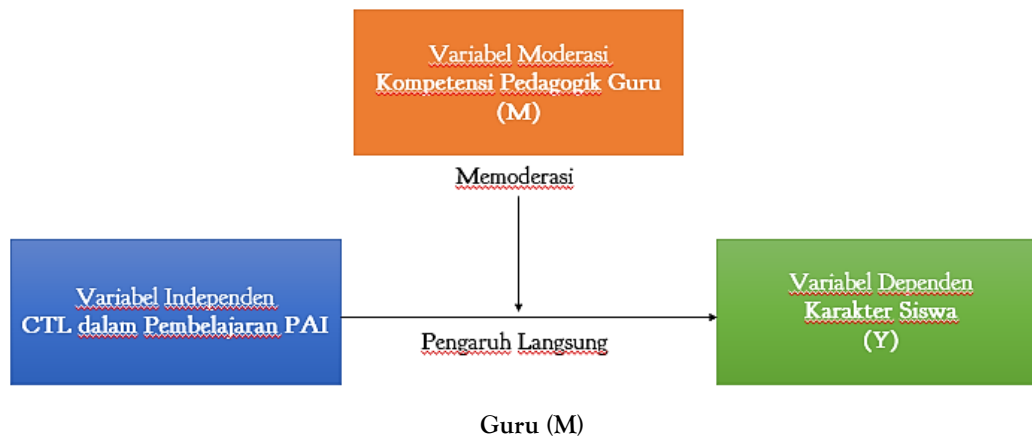 Variabel Moderasi
Kompetensi Pedagogik Guru
(M)
Memoderasi
Variabel Independen
CTL dalam Pembelajaran PAI
Pengaruh Langsung
Variabel Dependen
Karakter Siswa
(Y)
Guru (M)